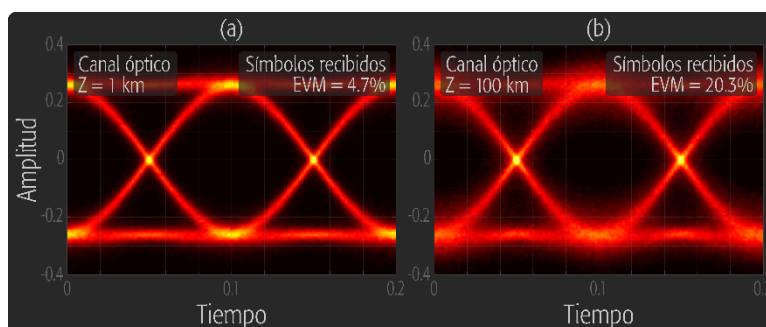 (a)
Canal óptico
Z = 1 km
Símbolos recibidos
EVM = 4.7%
0.4
0.2
0
-0.2
-0.4
Amplitud
0
0.1
0.2
Tiempo
(b)
Canal óptico
Z = 100 km
Símbolos recibidos
EVM = 20.3%
0.4
0.2
0
-0.2
-0.4
0
0.1
Tiempo